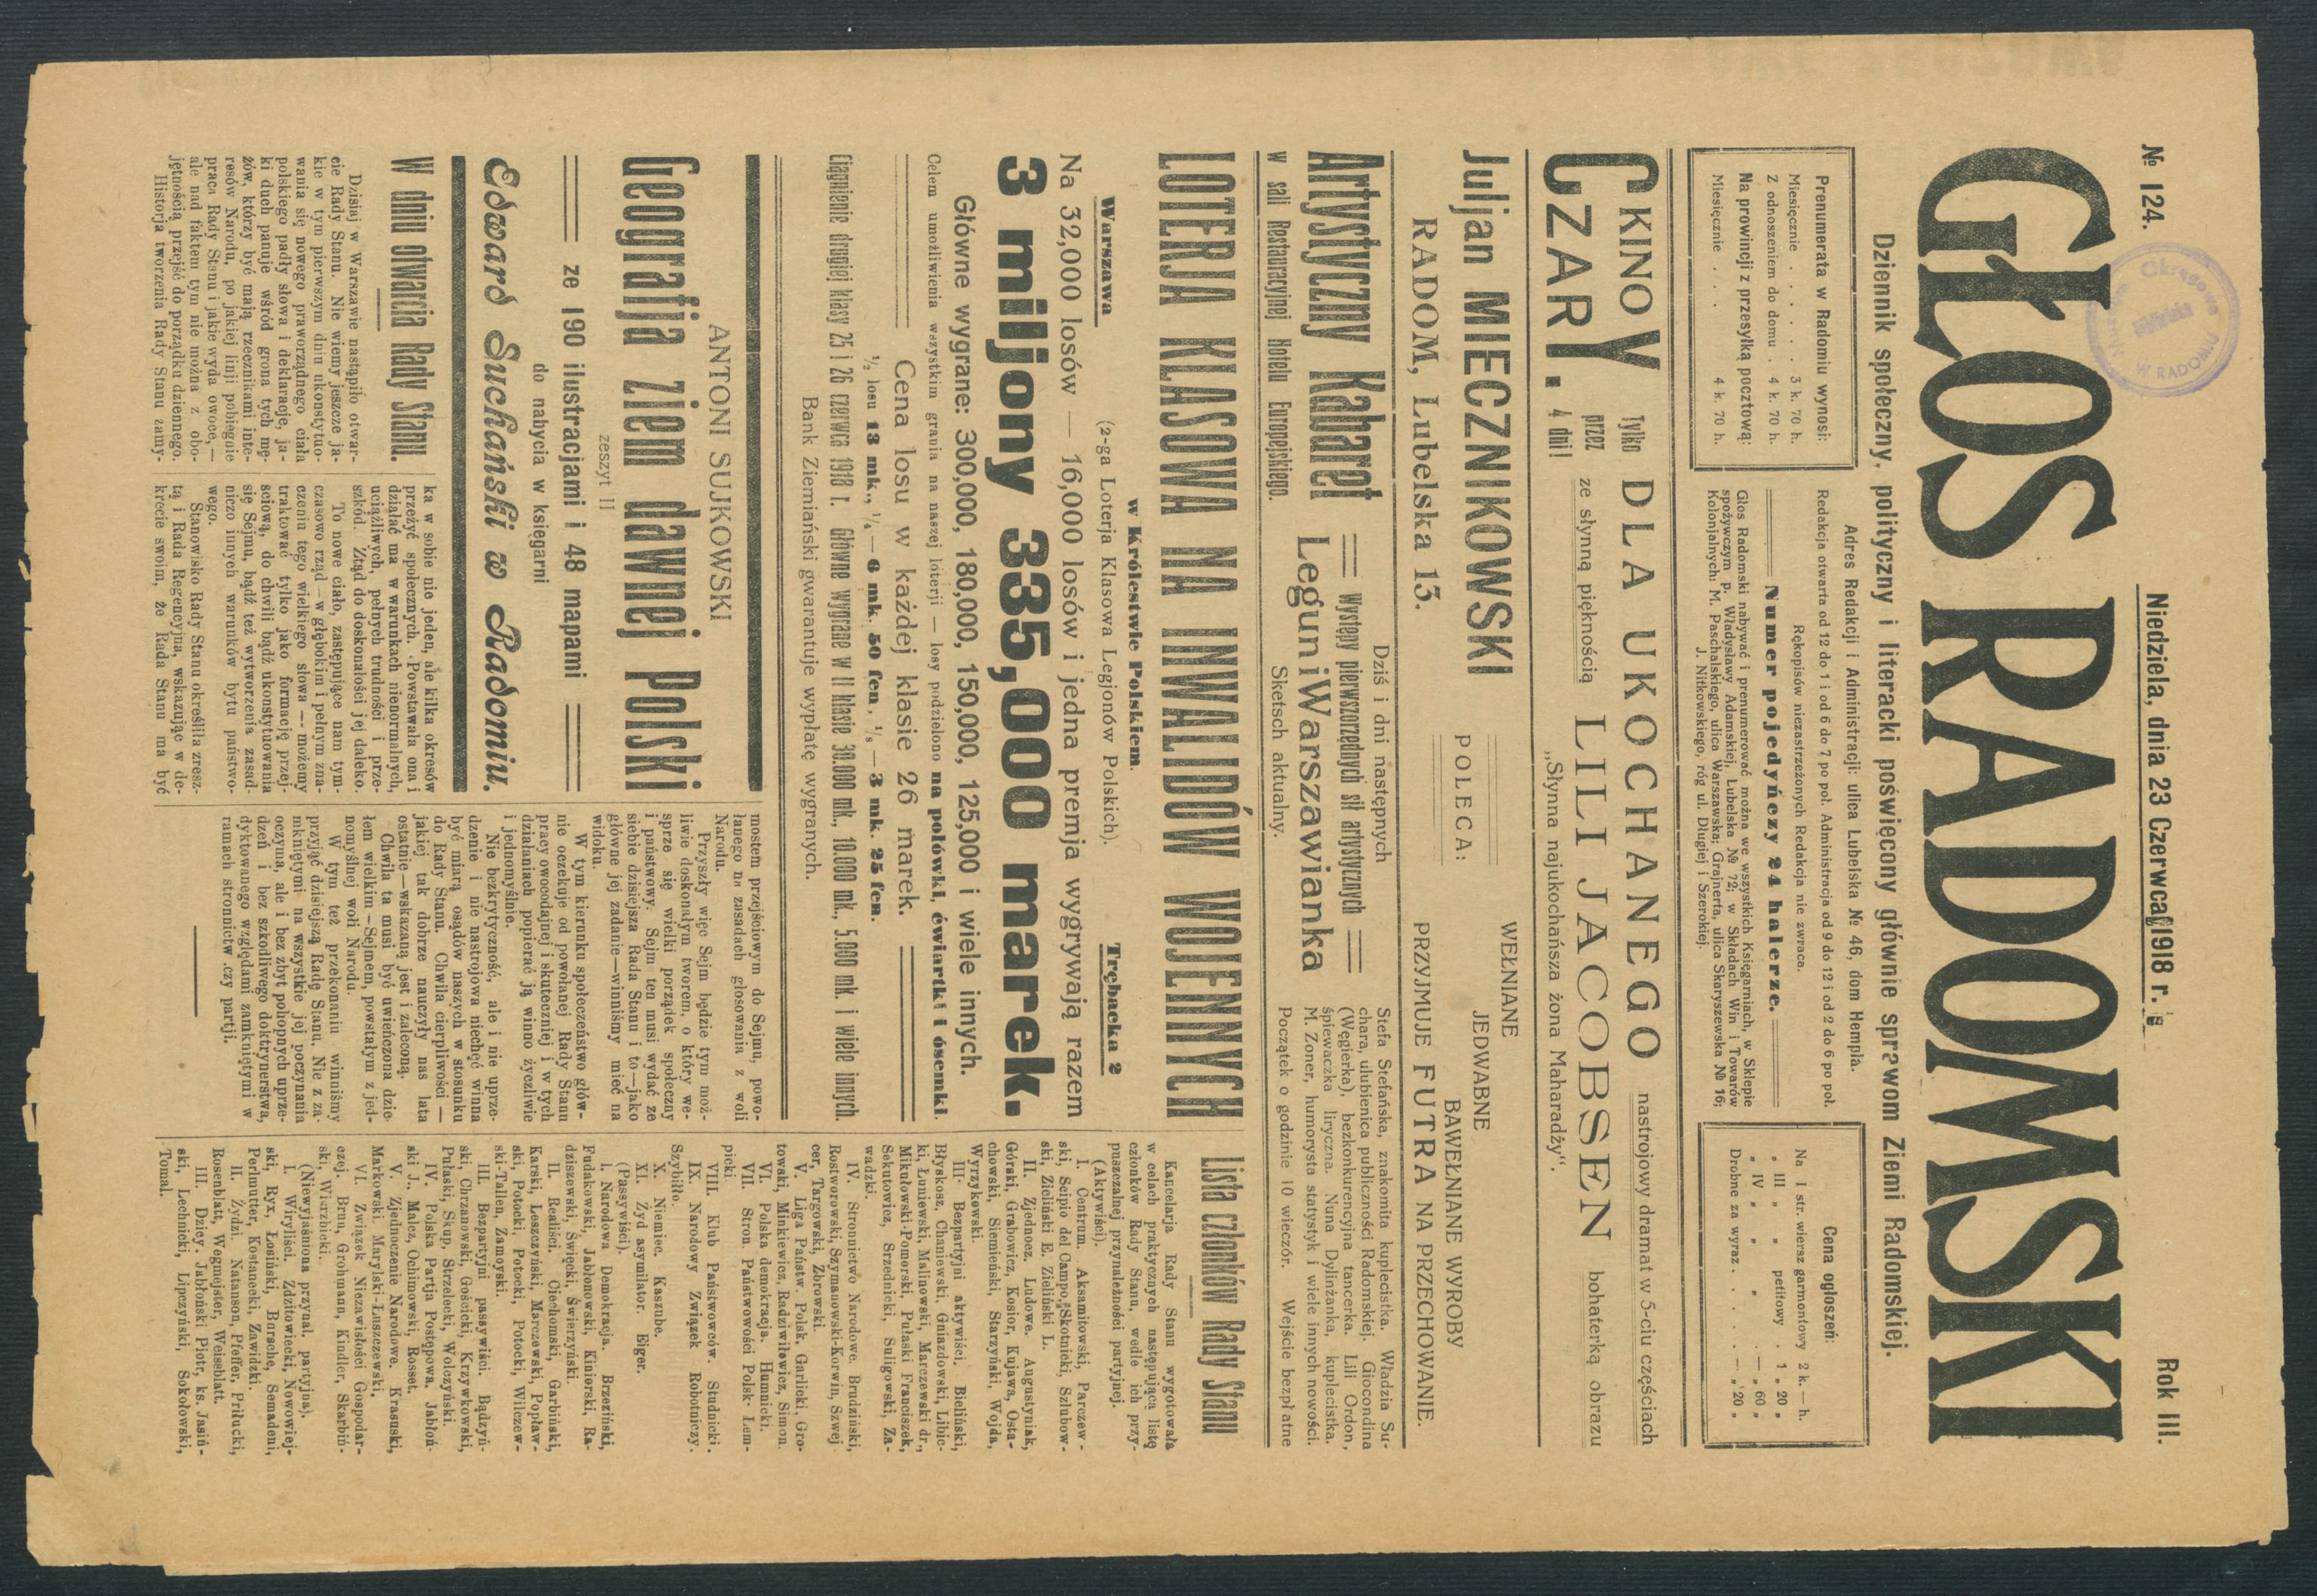 № 124.
Niedziela, dnia 23 Czerwca 1918 r.
Rok III.
GŁOS RADOMSKI
Dziennik społeczny, polityczny i literacki poświęcony głównie sprawom Ziemi Radomskiej.
Prenumerata w Radomiu wynosi:
Miesięcznie . . . . . 3 k. 70 h.
Z odnoszeniem do domu . 4 k. 70 h.
Na prowincji z przesyłką pocztową:
Miesięcznie . . . . 4 k. 70 h.
Adres Redakcji i Administracji: ulica Lubelska № 46, dom Hempla.
Redakcja otwarta od 12 do 1 i od 6 do 7 po poł. Administracja od 9 do 12 i od 2 do 6 po poł.
Rękopisów niezastrzeżonych Redakcja nie zwraca.
Numer pojedyńczy 24 halerze.
Głos Radomski nabywać i prenumerować można we wszystkich Księgarniach, w Sklepie
spożywczym P. Władysławy Adamskiej, Lubelska № 72; w Składach Win i Towarów
Kolonjalnych: M. Paschalskiego, ulica Warszawska; Grajnerta, ulica Skaryszewska № 16;
J. Nitkowskiego, róg ul. Długiej i Szerokiej.
Cena ogłoszeń:
Na I str. wiersz garmontowy 2 k. — h.
„ III „ „ petitowy . 1 „ 20 „
„ IV „ „ „ . — „ 60 „
Drobne za wyraz . . . . — „ 20 „
KINO
CZARY.
Tylko
przez
4 dni!
DLA UKOCHANEGO
nastrojowy dramat w 5-ciu częściach
ze słynną pięknością LILI JACOBSEN bohaterką obrazu
„Słynna najukochańsza żona Maharadży“.
Juljan MIECZNIKOWSKI
RADOM, Lubelska 13.
POLECA:
WEŁNIANE
JEDWABNE
BAWEŁNIANE WYROBY
PRZYJMUJE FUTRA NA PRZECHOWANIE.
Artystyczny Kabaret
w sali Restauracyjnej Hotelu Europejskiego.
Dziś i dni następnych
Występy pierwszorzędnych sił artystycznych
Legun i Warszawianka
Sketsch aktualny.
Stefa Stefańska, znakomita kuplecistka. Władzia Su-
chara, ulubienica publiczności Radomskiej. Giocondina
(Węgierka), bezkonkurencyjna tancerka. Lili Ordon,
śpiewaczka liryczna. Nuna Dylinżanka, kuplecistka.
M. Zoner, humorysta statystyk i wiele innych nowości.
Początek o godzinie 10 wieczór. Wejście bezpłatne
LOTERJA KLASOWA NA INWALIDÓW WOJENNYCH
w Królestwie Polskiem.
Warszawa
(2-ga Loterja Klasowa Legjonów Polskich).
Trębacka 2
Na 32,000 losów — 16,000 losów i jedna premja wygrywają razem
3 miljony 335,000 marek.
Główne wygrane: 300,000, 180,000, 150,000, 125,000 i wiele innych.
Celem umożliwienia wszystkim grania na naszej loterji — losy podzielono na połówki, ćwiartki i ósemki.
Cena losu w każdej klasie 26 marek.
½ losu 13 mk., ¼ — 6 mk. 50 fen., ⅛ — 3 mk. 25 fen.
Ciągnienie drugiej klasy 25 i 26 czerwca 1918 r. Główne wygrane w II klasie 30.000 mk., 10.000 mk., 5.000 mk. i wiele innych.
Bank Ziemiański gwarantuje wypłatę wygranych.
ANTONI SUJKOWSKI
Geografja ziem dawnej Polski
zeszyt II
ze 190 ilustracjami i 48 mapami
do nabycia w księgarni
Edward Suchański w Radomiu.
W dniu otwarcia Rady Stanu.
Dzisiaj w Warszawie nastąpiło otwar-
cie Rady Stanu. Nie wiemy jeszcze ja-
kie w tym pierwszym dniu ukonstytuo-
wania się nowego praworządnego ciała
polskiego padły słowa i deklaracje, ja-
ki duch panuje wśród grona tych mę-
żów, którzy być mają rzecznikami inte-
resów Narodu, po jakiej linji pobiegnie
praca Rady Stanu i jakie wyda owoce, —
ale nad faktem tym nie można z obo-
jętnością przejść do porządku dziennego.
Historja tworzenia Rady Stanu zamy-
ka w sobie nie jeden, ale kilka okresów
przeżyć społecznych. Powstawała ona i
działać ma w warunkach nienormalnych,
uciążliwych, pełnych trudności i prze-
szkód. Ztąd do doskonałości jej daleko.
To nowe ciało, zastępujące nam tym-
czasowo rząd — w głębokim i pełnym zna-
czeniu tego wielkiego słowa — możemy
traktować tylko jako formację przej-
ściową, do chwili bądź ukonstytuowania
się Sejmu, bądź też wytworzenia zasad-
niczo innych warunków bytu państwo-
wego.
Stanowisko Rady Stanu określiła zresz-
tą i Rada Regencyjna, wskazując w de-
krecie swoim, że Rada Stanu ma być
mostem przejściowym do Sejmu, powo-
łanego na zasadach głosowania z woli
Narodu.
Przyszły więc Sejm będzie tym moż-
liwie doskonałym tworem, o który we-
sprze się wielki porządek społeczny
i państwowy. Sejm ten musi wydać ze
siebie dzisiejsza Rada Stanu i to—jako
główne jej zadanie—winniśmy mieć na
widoku.
W tym kierunku społeczeństwo głów-
nie oczekuje od powołanej Rady Stanu
pracy owocodajnej i skutecznej i w tych
działaniach popierać ją winno życzliwie
i jednomyślnie.
Nie bezkrytyczność, ale i nie uprze-
dzenie i nie nastrojowa niechęć winna
być miarą osądów naszych w stosunku
do Rady Stanu. Chwila cierpliwości —
jakiej tak dobrze nauczyły nas lata
ostatnie—wskazaną jest i zaleconą.
Chwila ta musi być uwieńczona dzie-
łem wielkim—Sejmem, powstałym z jed-
nomyślnej woli Narodu.
W tym też przekonaniu winniśmy
przyjąć dzisiejszą Radę Stanu. Nie z za-
mkniętymi na wszyskie jej poczynania
oczyma, ale i bez zbyt pohopnych uprze-
dzeń i bez szkodliwego doktrynerstwa,
dyktowanego względami zamkniętymi w
ramach stronnictw czy partji.
Lista członków Rady Stanu
Kancelarja Rady Stanu wygotowała
w celach praktycznych następującą listę
członków Rady Stanu, wedle ich przy-
puszczalnej przynależności partyjnej.
(Aktywiści).
I. Centrum. Aksamitowski, Parczew-
ski, Scipio del Campo, Skotnicki, Szlubow-
ski, Zieliński E. Zieliński L.
II. Zjednocz. Ludowe. Augustyniak,
Górski, Grabowicz, Kosior, Kujawa, Osta-
chowski, Siemieński, Starzyński, Wojda,
Wyrzykowski.
III. Bezpartyjni aktywiści. Bieliński,
Błyskosz, Chaniewski, Gniazdowski, Libic-
ki, Łuniewski, Malinowski, Marczewski dr.,
Mikułowski-Pomorski, Pułaski Franciszek,
Sekutowicz, Srzednicki, Suligowski, Za-
wadzki.
IV. Stronnictwo Narodowe. Brudziński,
Rostworowski, Szymanowski-Korwin, Szwej
cer, Targowski, Zbrowski.
V. Liga Państw. Polsk. Garlicki, Gro-
towski, Minkiewicz, Radziwiłowicz, Simon.
VI. Polska demokracja. Humnicki.
VII. Stron. Państwowości Polsk. Łem-
picki
VIII. Klub Państwowców. Studnicki.
IX. Narodowy Związek Robotniczy.
Szybiłło.
X. Niemiec. Kaszube.
XI. Żyd asymilator. Eiger.
(Passywiści).
I. Narodowa Demokracja. Brzeziński,
Fudakowski, Jabłonowski, Kinierski, Ra-
dziszewski, Święcki, Świerzyński.
II. Realiści. Ciechomski, Garbiński,
Karski, Leszczyński, Marczewski, Popław-
ski, Potocki, Potocki, Potocki, Wilczew-
ski-Tallen, Zamoyski.
III. Bezpartyjni passywiści. Bądzyń-
ski, Chrzanowski, Gościcki, Krzywkowski,
Pułaski, Skup, Strzelecki, Wołczyński.
IV. Polska Partja Postępowa. Jabłoń-
ski J., Malcz, Ochimowski, Rosset.
V. Zjednoczenie Narodowe. Krasuski,
Markowski. Marylski-Łuszczewski.
VI. Związek Niezawisłości Gospodar-
czej. Brun, Grohmann, Kindler, Skarbiń-
ski, Wierzbicki.
(Niewyjaśniona przynal. partyjna).
I. Wiryliści. Zdzitowiecki, Nowowiej-
ski, Ryx, Łosiński, Bursche, Semadeni,
Perlmutter, Kostanecki, Zawidzki.
II. Żydzi. Natanson, Pfeffer, Priłucki,
Rosenblatt, Wegmejster, Weissblatt.
III. Dzicy. Jabłoński Piotr, ks. Jasiń-
ski, Lechnicki, Lipczyński, Sokołowski,
Tomal.